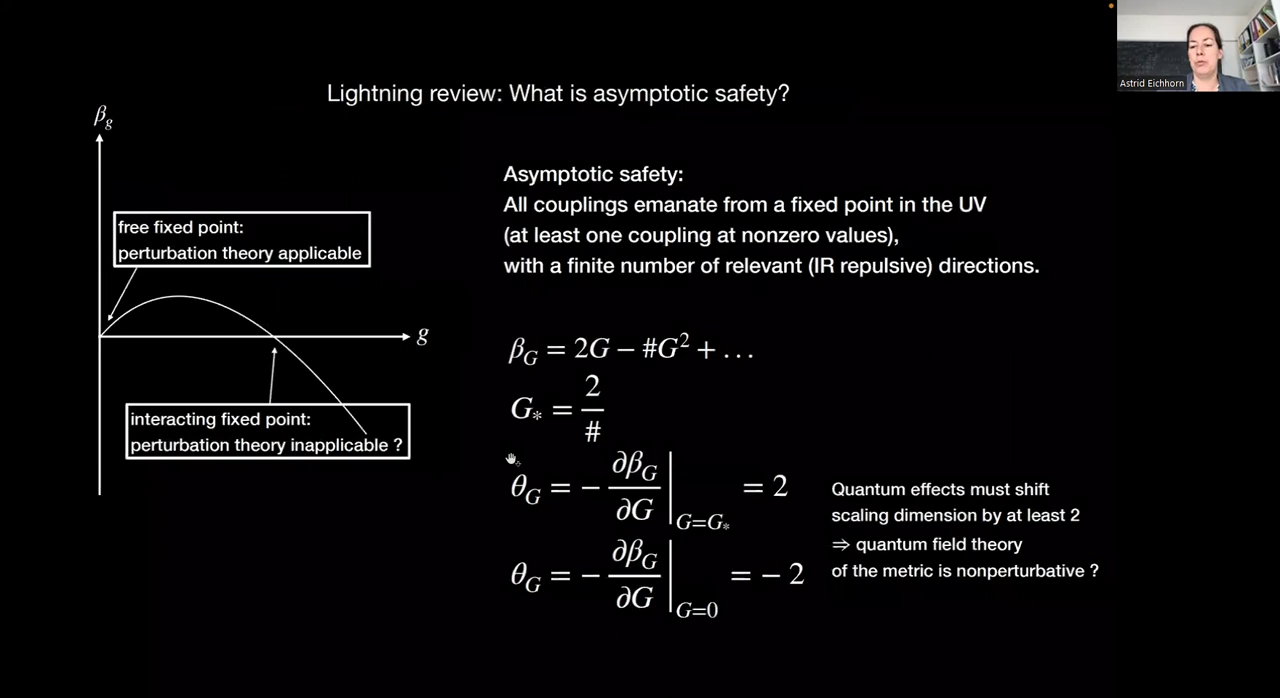 Astrid Eichhorn
Lightning review: What is asymptotic safety?
β_g
free fixed point:
perturbation theory applicable
g
interacting fixed point:
perturbation theory inapplicable ?
Asymptotic safety:
All couplings emanate from a fixed point in the UV
(at least one coupling at nonzero values),
with a finite number of relevant (IR repulsive) directions.
β_G = 2G − #G² + …
G_* = 2/#
θ_G = − ∂β_G/∂G |_{G=G_*} = 2
θ_G = − ∂β_G/∂G |_{G=0} = − 2
Quantum effects must shift
scaling dimension by at least 2
⇒ quantum field theory
of the metric is nonperturbative ?